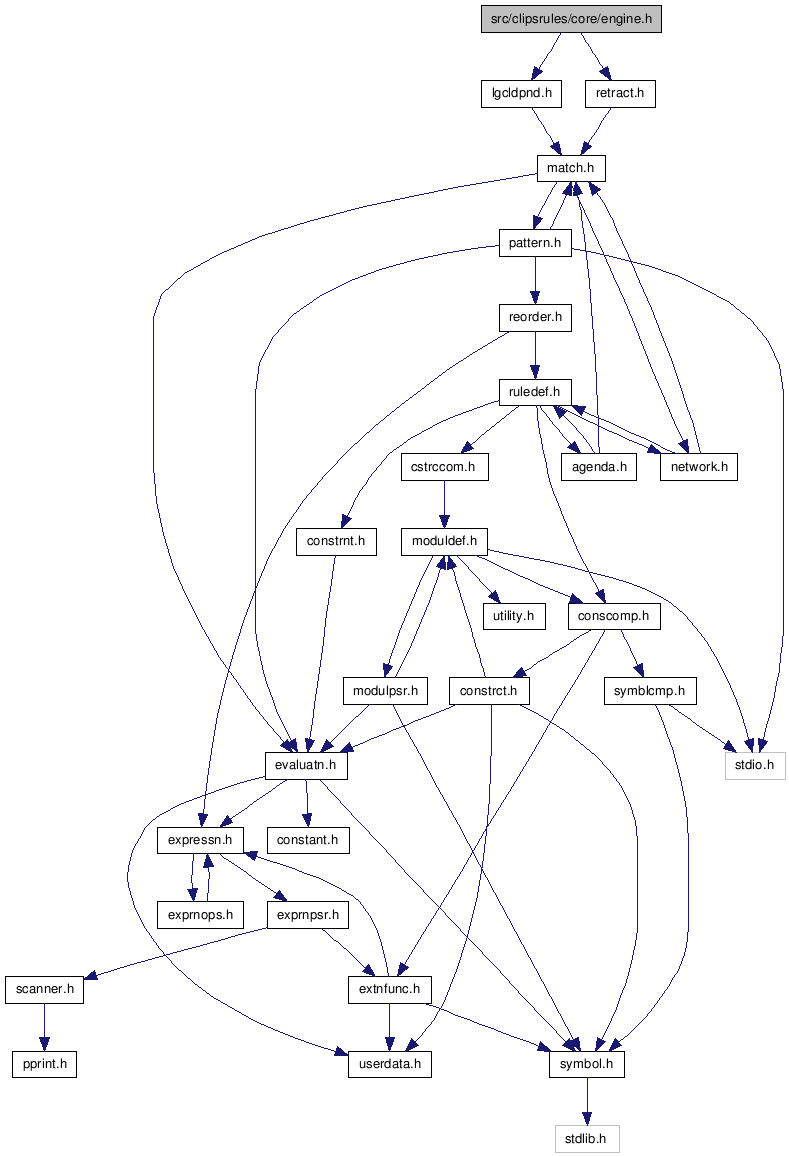 src/clipsrules/core/engine.h
lgcldpnd.h
retract.h
match.h
pattern.h
reorder.h
ruledef.h
cstrccom.h
agenda.h
network.h
constrnt.h
moduldef.h
utility.h
conscomp.h
modulpsr.h
constrct.h
symblcmp.h
evaluatn.h
stdio.h
expressn.h
constant.h
exprnops.h
exprnpsr.h
scanner.h
extnfunc.h
pprint.h
userdata.h
symbol.h
stdlib.h